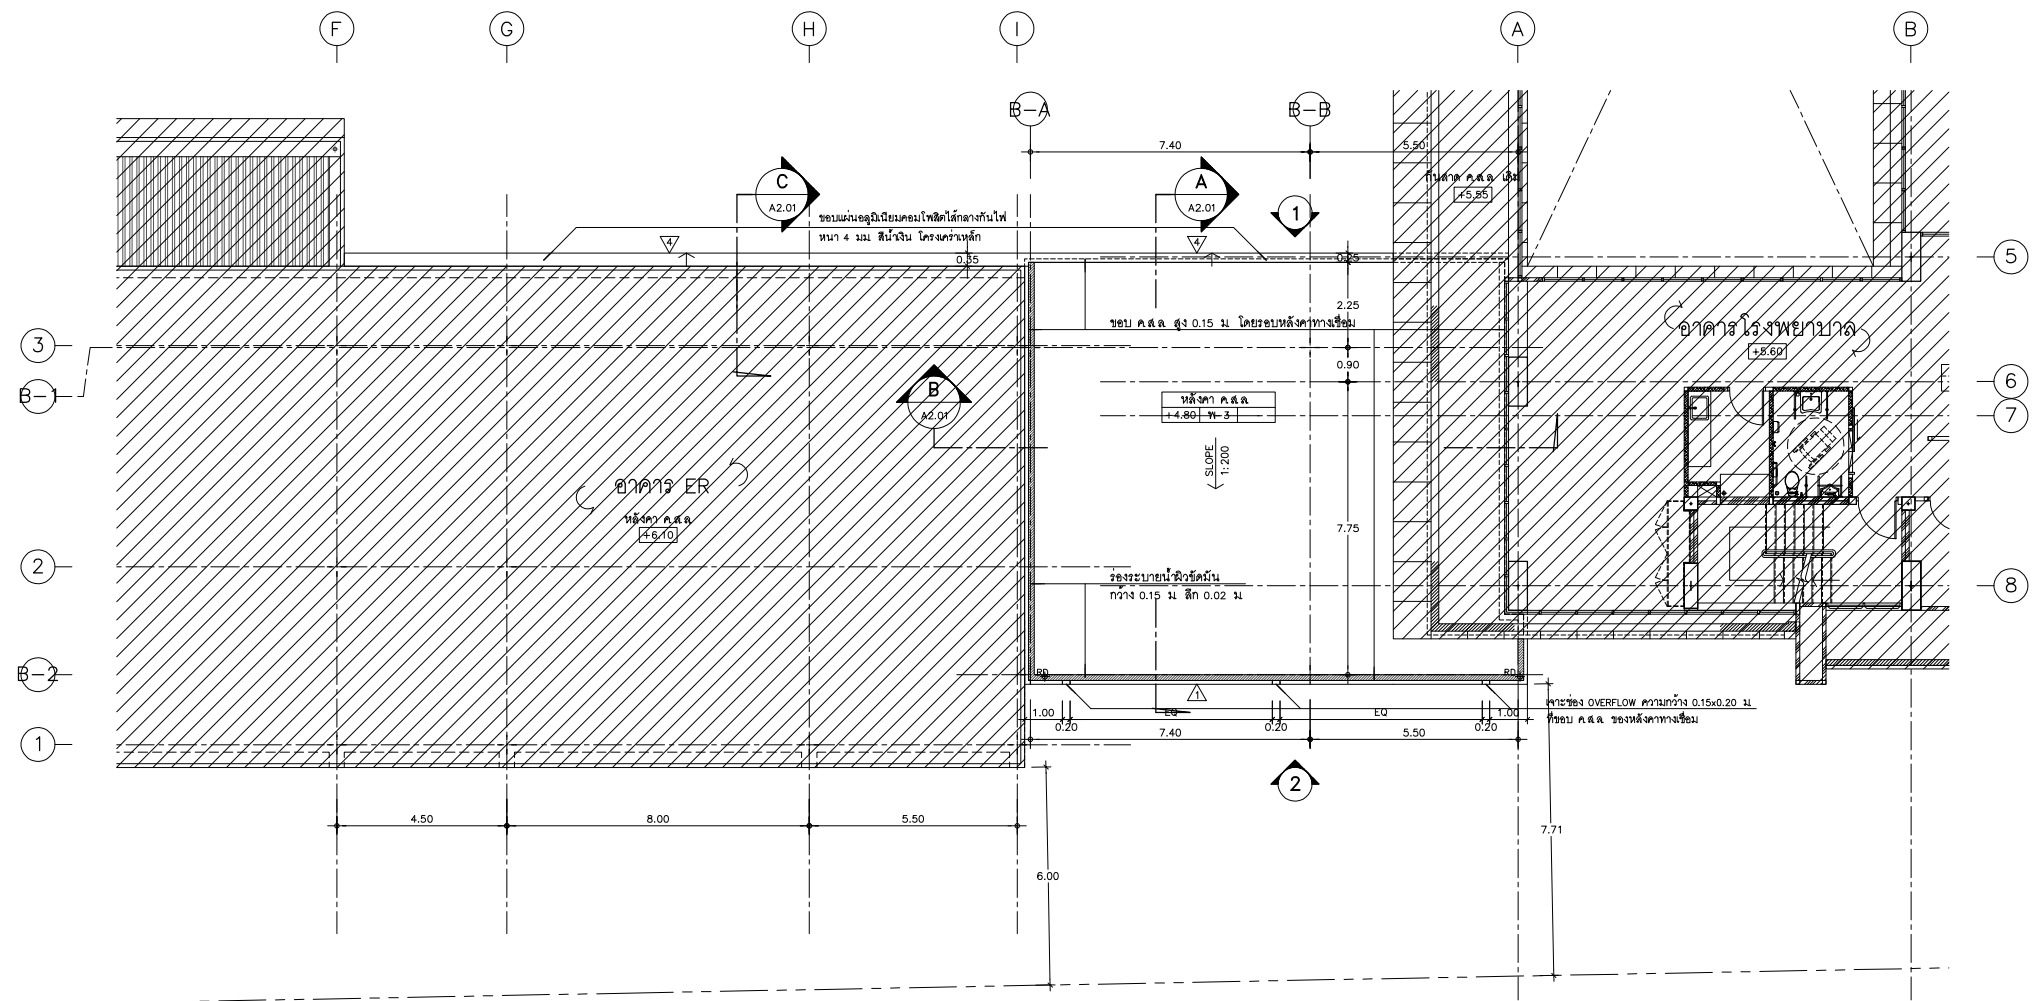 F
G
H
I
A
B
B-A
B-B
7.40
5.50
C
A2.01
A
A2.01
1
กันสาด ค.ส.ล. เดิม
+5.55
ขอบแผ่นอลูมิเนียมคอมโพสิตไส้กลางกันไฟ
หนา 4 มม. สีน้ำเงิน โครงเคร่าเหล็ก
4
4
0.35
0.25
5
2.25
ขอบ ค.ส.ล. สูง 0.15 ม. โดยรอบหลังคาทางเชื่อม
อาคารโรงพยาบาล
+5.60
3
B-1
0.90
6
7
B
A2.01
หลังคา ค.ส.ล.
+4.80 พ-3
SLOPE
1:200
อาคาร ER
หลังคา ค.ส.ล.
+6.10
7.75
2
8
ร่องระบายน้ำผิวขัดมัน
กว้าง 0.15 ม. ลึก 0.02 ม.
B-2
RD
RD
1
เจาะช่อง OVERFLOW ความกว้าง 0.15x0.20 ม.
ที่ขอบ ค.ส.ล. ของหลังคาทางเชื่อม
1.00
EQ
EQ
1.00
0.20
0.20
0.20
7.40
5.50
1
2
4.50
8.00
5.50
7.71
6.00